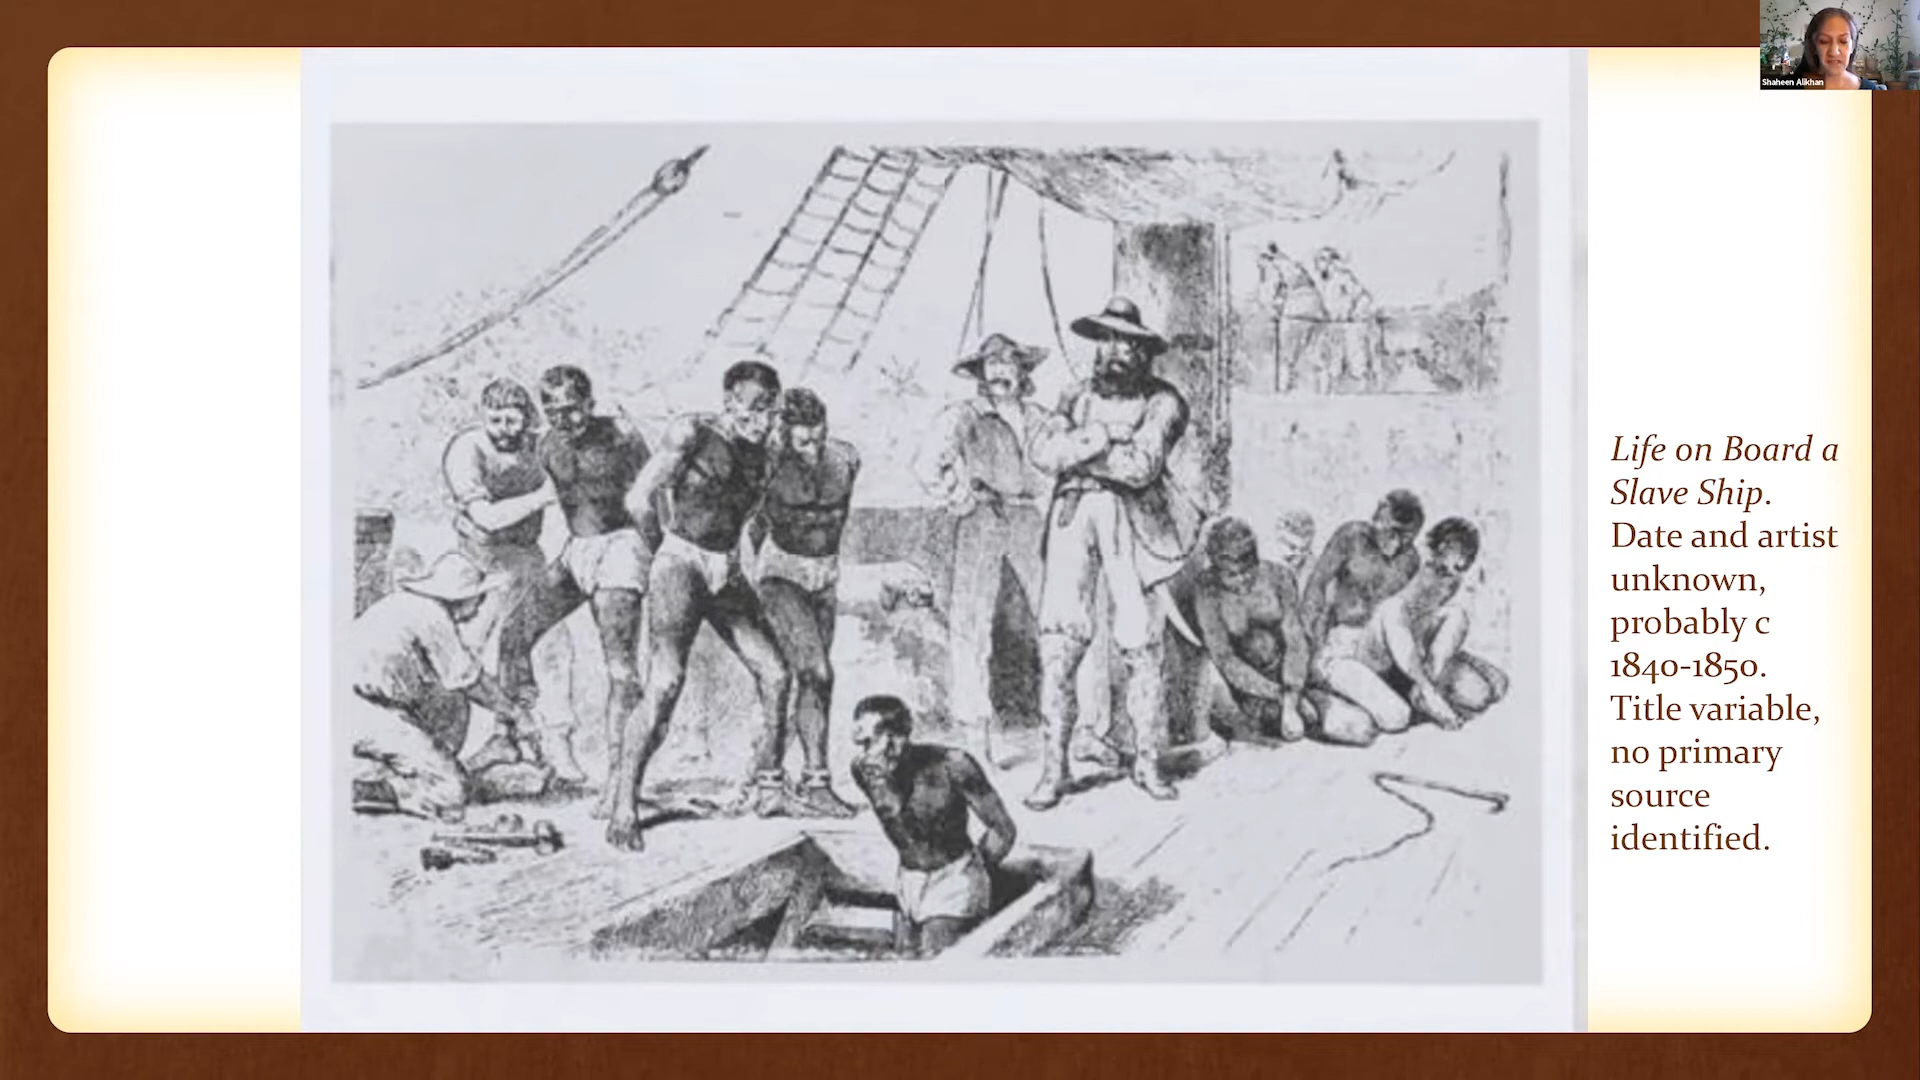 Shaheen Alikhan
Life on Board a
Slave Ship.
Date and artist
unknown,
probably c
1840-1850.
Title variable,
no primary
source
identified.